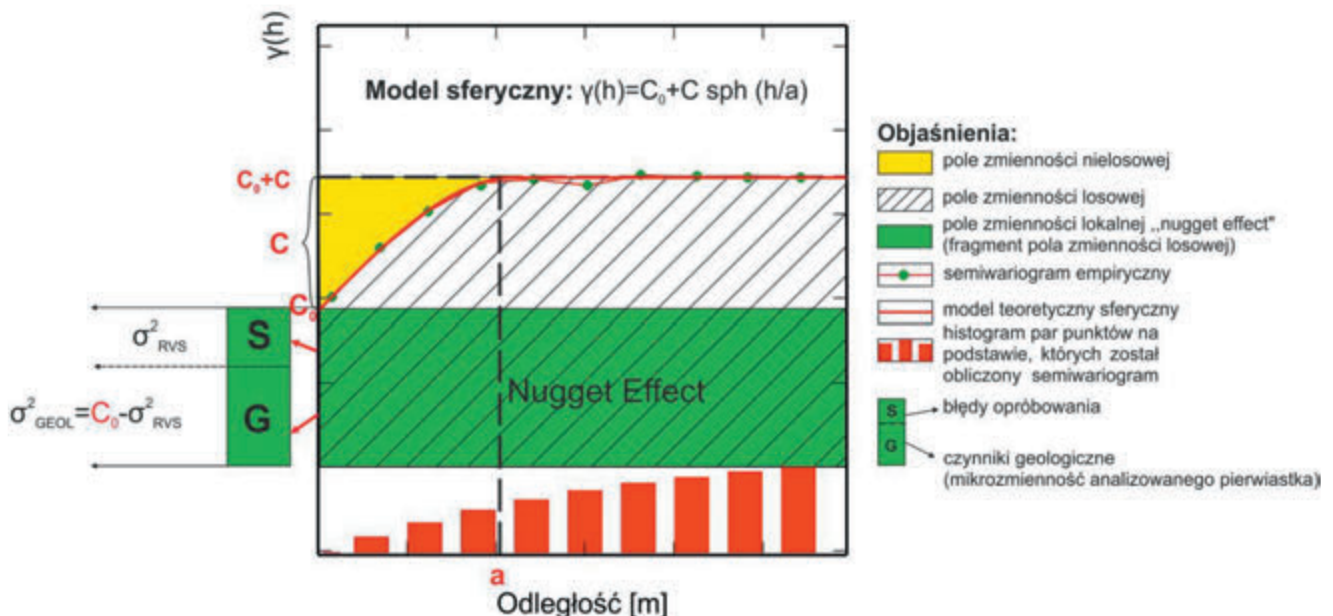 γ(h)
Model sferyczny: γ(h)=C₀+C sph (h/a)
C₀+C
C
C₀
σ²RVS
σ²GEOL=C₀-σ²RVS
S
G
Nugget Effect
a
Odległość [m]
Objaśnienia:
pole zmienności nielosowej
pole zmienności losowej
pole zmienności lokalnej ,,nugget effect"
(fragment pola zmienności losowej)
semiwariogram empiryczny
model teoretyczny sferyczny
histogram par punktów na
podstawie, których został
obliczony semiwariogram
S
błędy opróbowania
G
czynniki geologiczne
(mikrozmienność analizowanego pierwiastka)